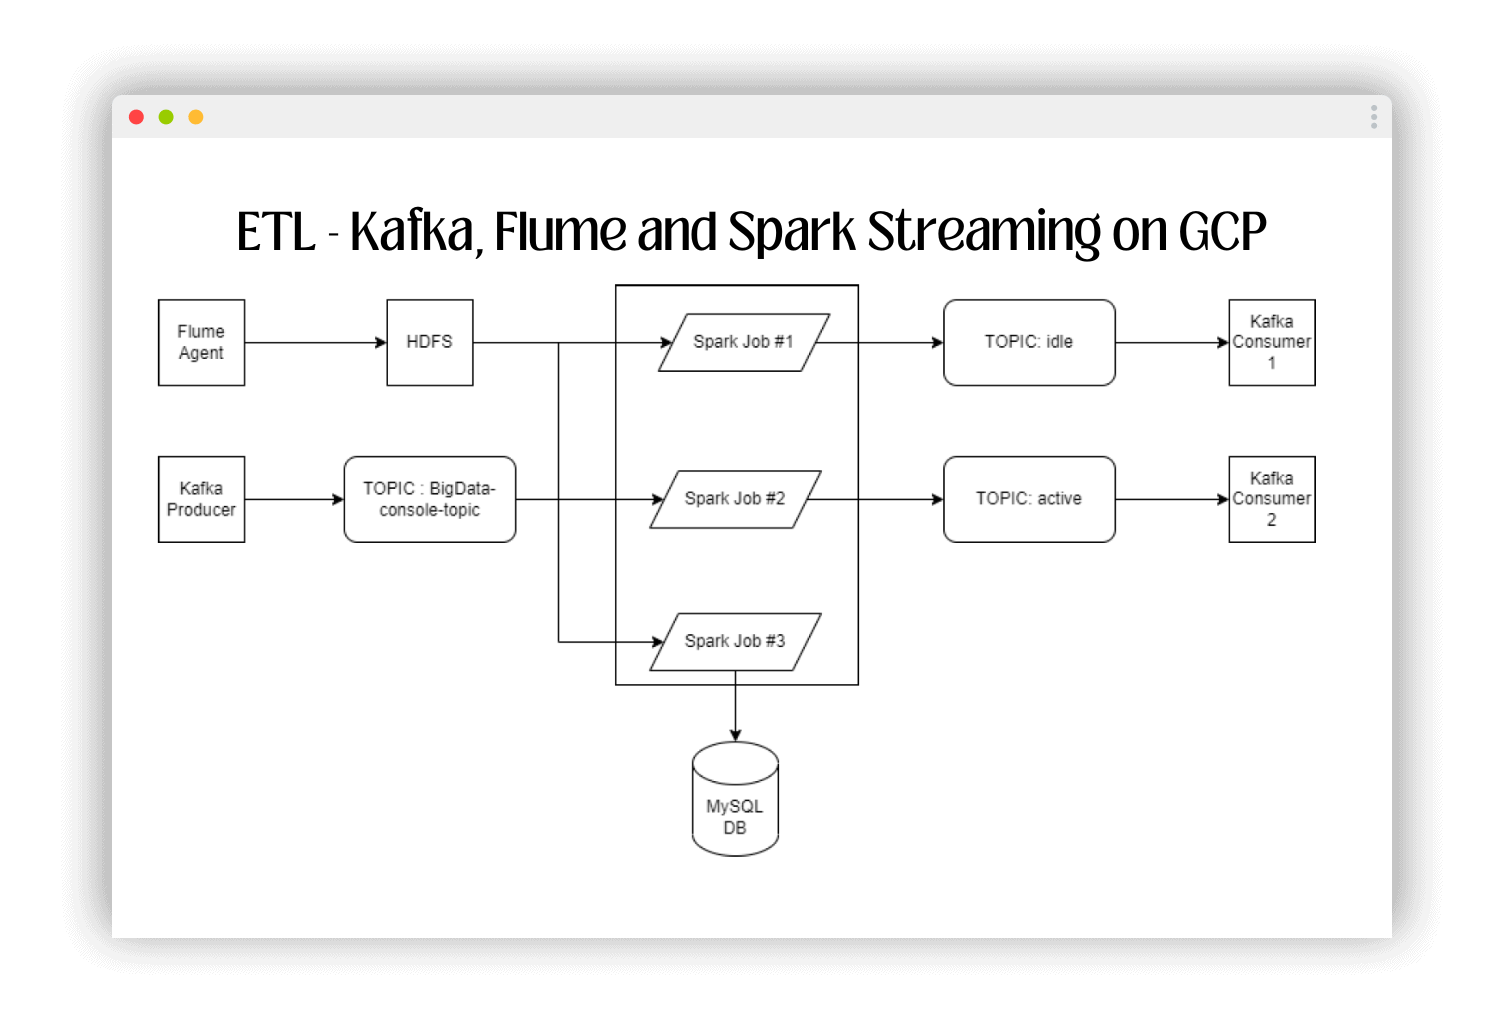 ETL - Kafka, Flume and Spark Streaming on GCP
Flume
Agent
HDFS
Spark Job #1
TOPIC: idle
Kafka
Consumer
1
Kafka
Producer
TOPIC : BigData-
console-topic
Spark Job #2
TOPIC: active
Kafka
Consumer
2
Spark Job #3
MySQL
DB